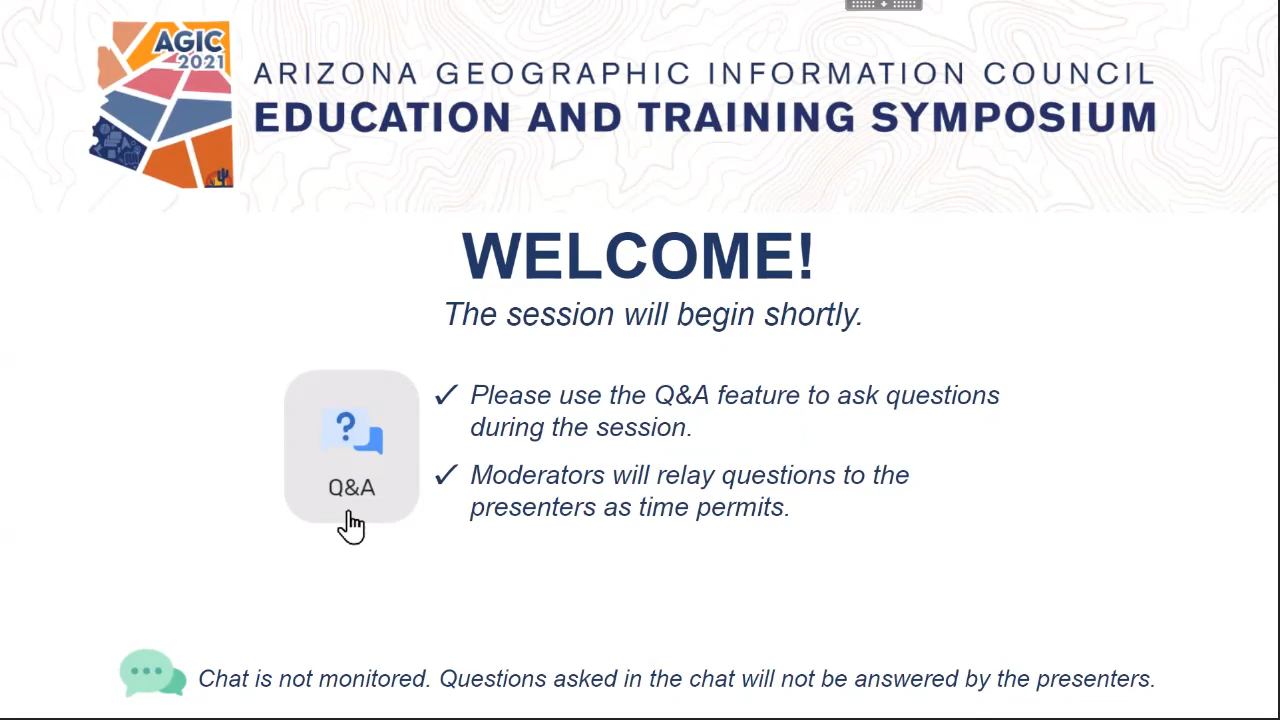 AGIC
2021
ARIZONA GEOGRAPHIC INFORMATION COUNCIL
EDUCATION AND TRAINING SYMPOSIUM
WELCOME!
The session will begin shortly.
✓ Please use the Q&A feature to ask questions
during the session.
✓ Moderators will relay questions to the
presenters as time permits.
?
Q&A
Chat is not monitored. Questions asked in the chat will not be answered by the presenters.